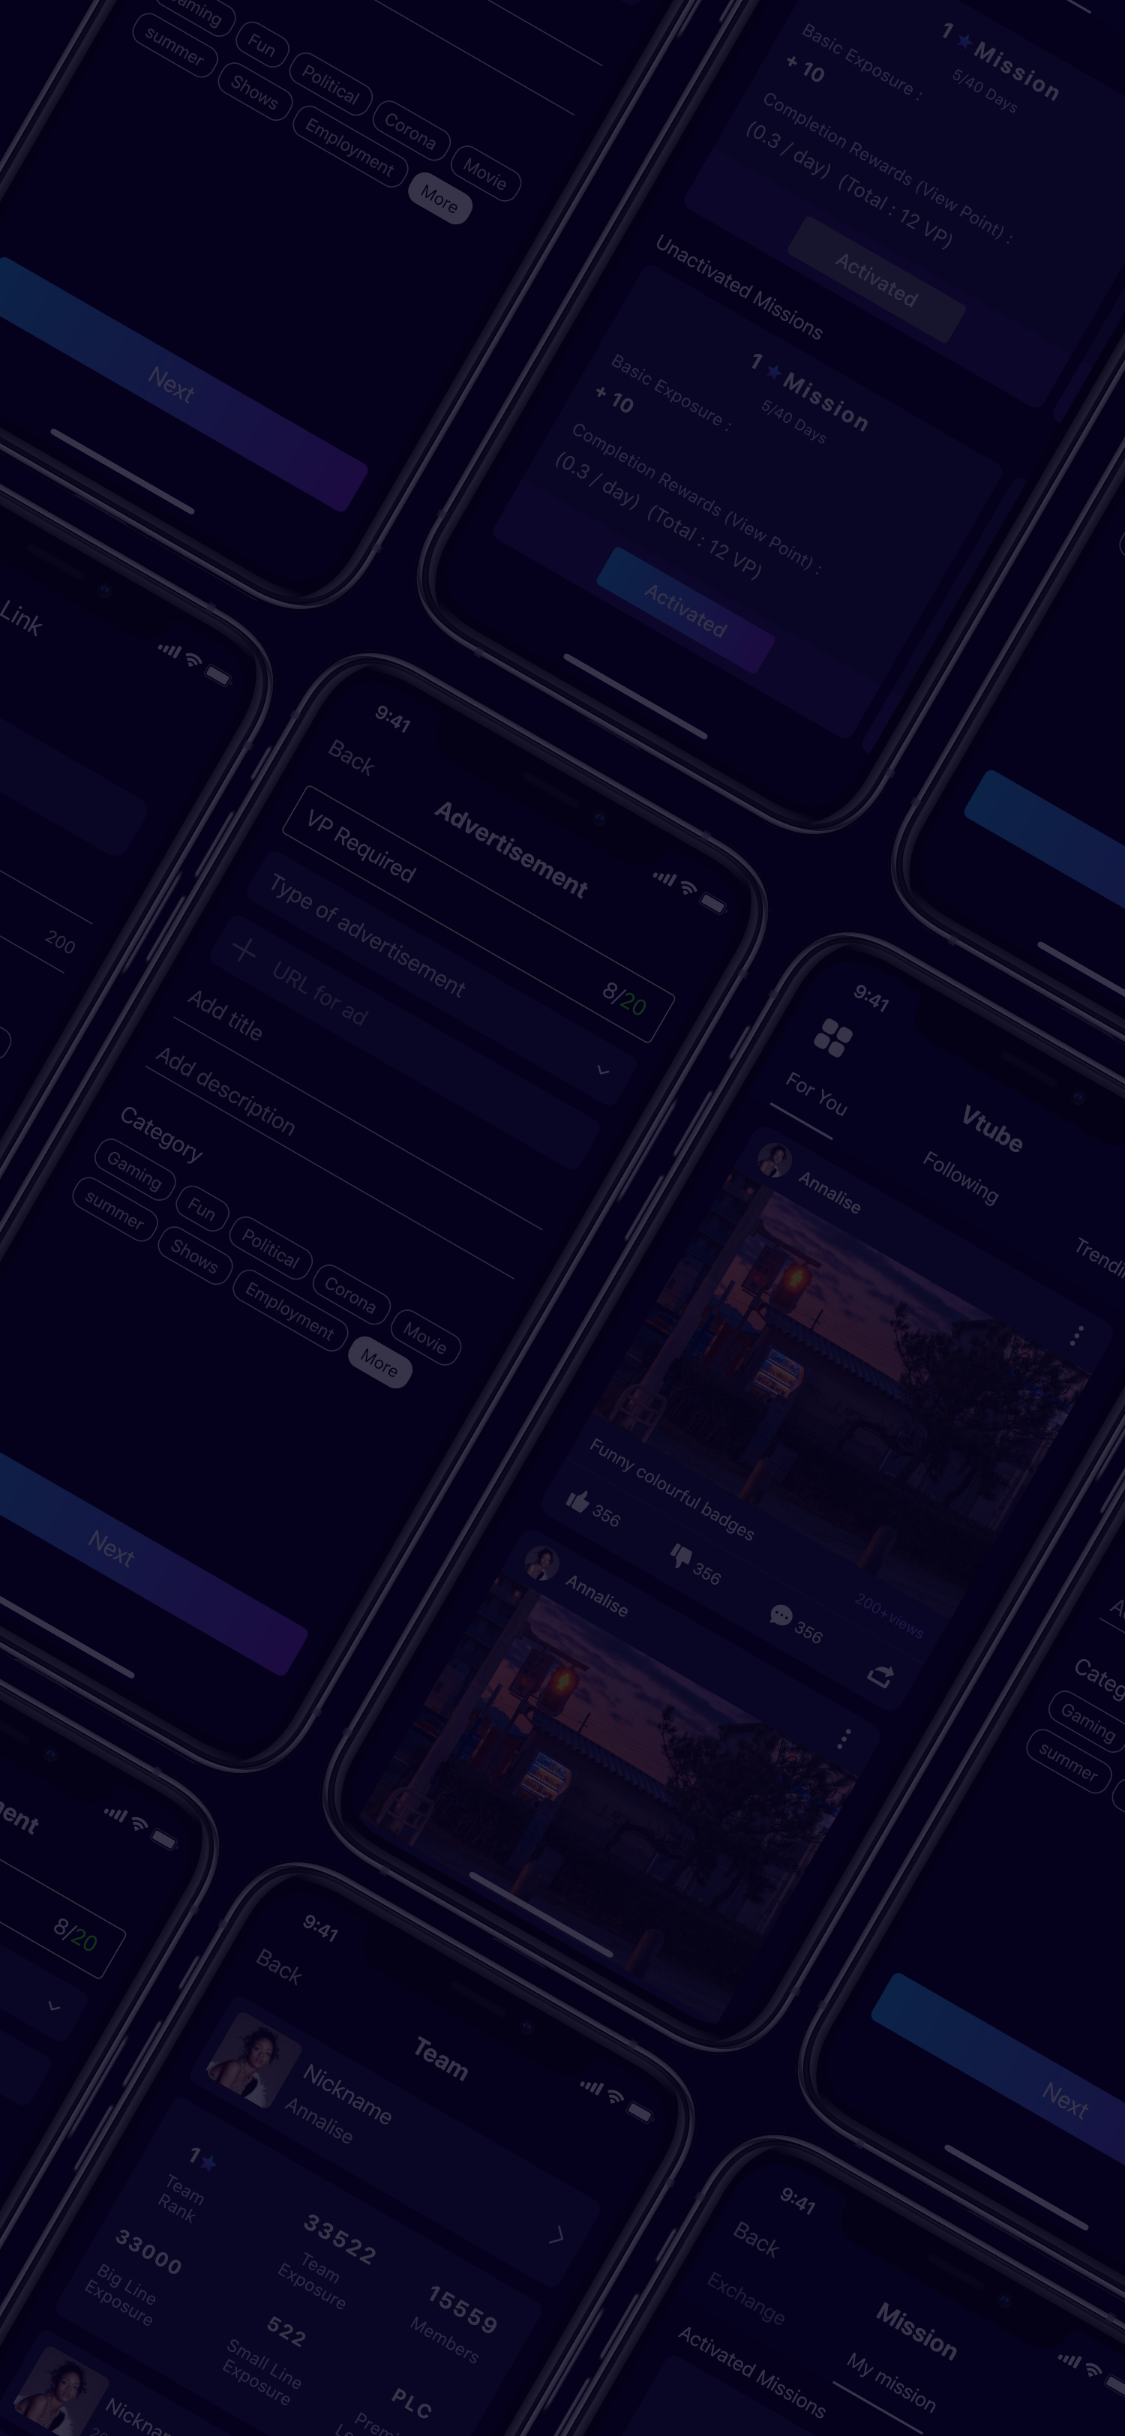 Gaming
Fun
Political
Corona
Movie
summer
Shows
Employment
More
Next
1 Mission
5/40 Days
Basic Exposure :
+ 10
Completion Rewards (View Point) :
(0.3 / day) (Total : 12 VP)
Activated
Unactivated Missions
1 Mission
5/40 Days
Basic Exposure :
+ 10
Completion Rewards (View Point) :
(0.3 / day) (Total : 12 VP)
Activated
Link
200
9:41
Back
Advertisement
VP Required
8/20
Type of advertisement
URL for ad
Add title
Add description
Category
Gaming
Fun
Political
Corona
Movie
summer
Shows
Employment
More
Next
9:41
Vtube
For You
Following
Annalise
Funny colourful badges
200+views
356
356
356
Annalise
Gaming
summer
Next
8/20
9:41
Back
Team
Nickname
Annalise
1
Team
Rank
33522
Team
Exposure
15559
Members
33000
Big Line
Exposure
522
Small Line
Exposure
PLC
9:41
Back
Mission
Exchange
My mission
Activated Missions